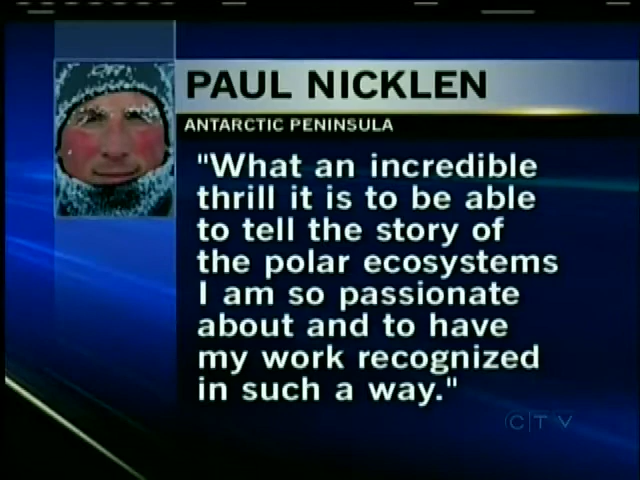 PAUL NICKLEN
ANTARCTIC PENINSULA
"What an incredible
thrill it is to be able
to tell the story of
the polar ecosystems
I am so passionate
about and to have
my work recognized
in such a way."
CTV